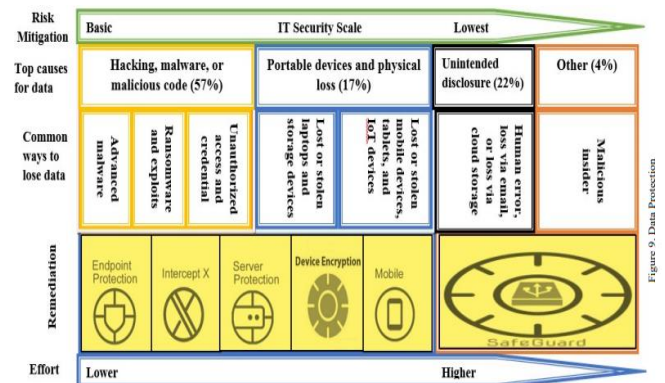 Risk
Mitigation
Basic
IT Security Scale
Lowest
Top causes
for data
Hacking, malware, or
malicious code (57%)
Portable devices and physical
loss (17%)
Unintended
disclosure (22%)
Other (4%)
Common
ways to
lose data
Advanced
malware
Ransomware
and exploits
Unauthorized
access and
credential
Lost or stolen
laptops and
storage devices
Lost or stolen
mobile devices,
tablets, and
IoT devices
Human error,
loss via email,
or loss via
cloud storage
Malicious
insider
Remediation
Endpoint
Protection
Intercept X
Server
Protection
Device Encryption
Mobile
SafeGuard
Effort
Lower
Higher
Figure 9. Data Protection